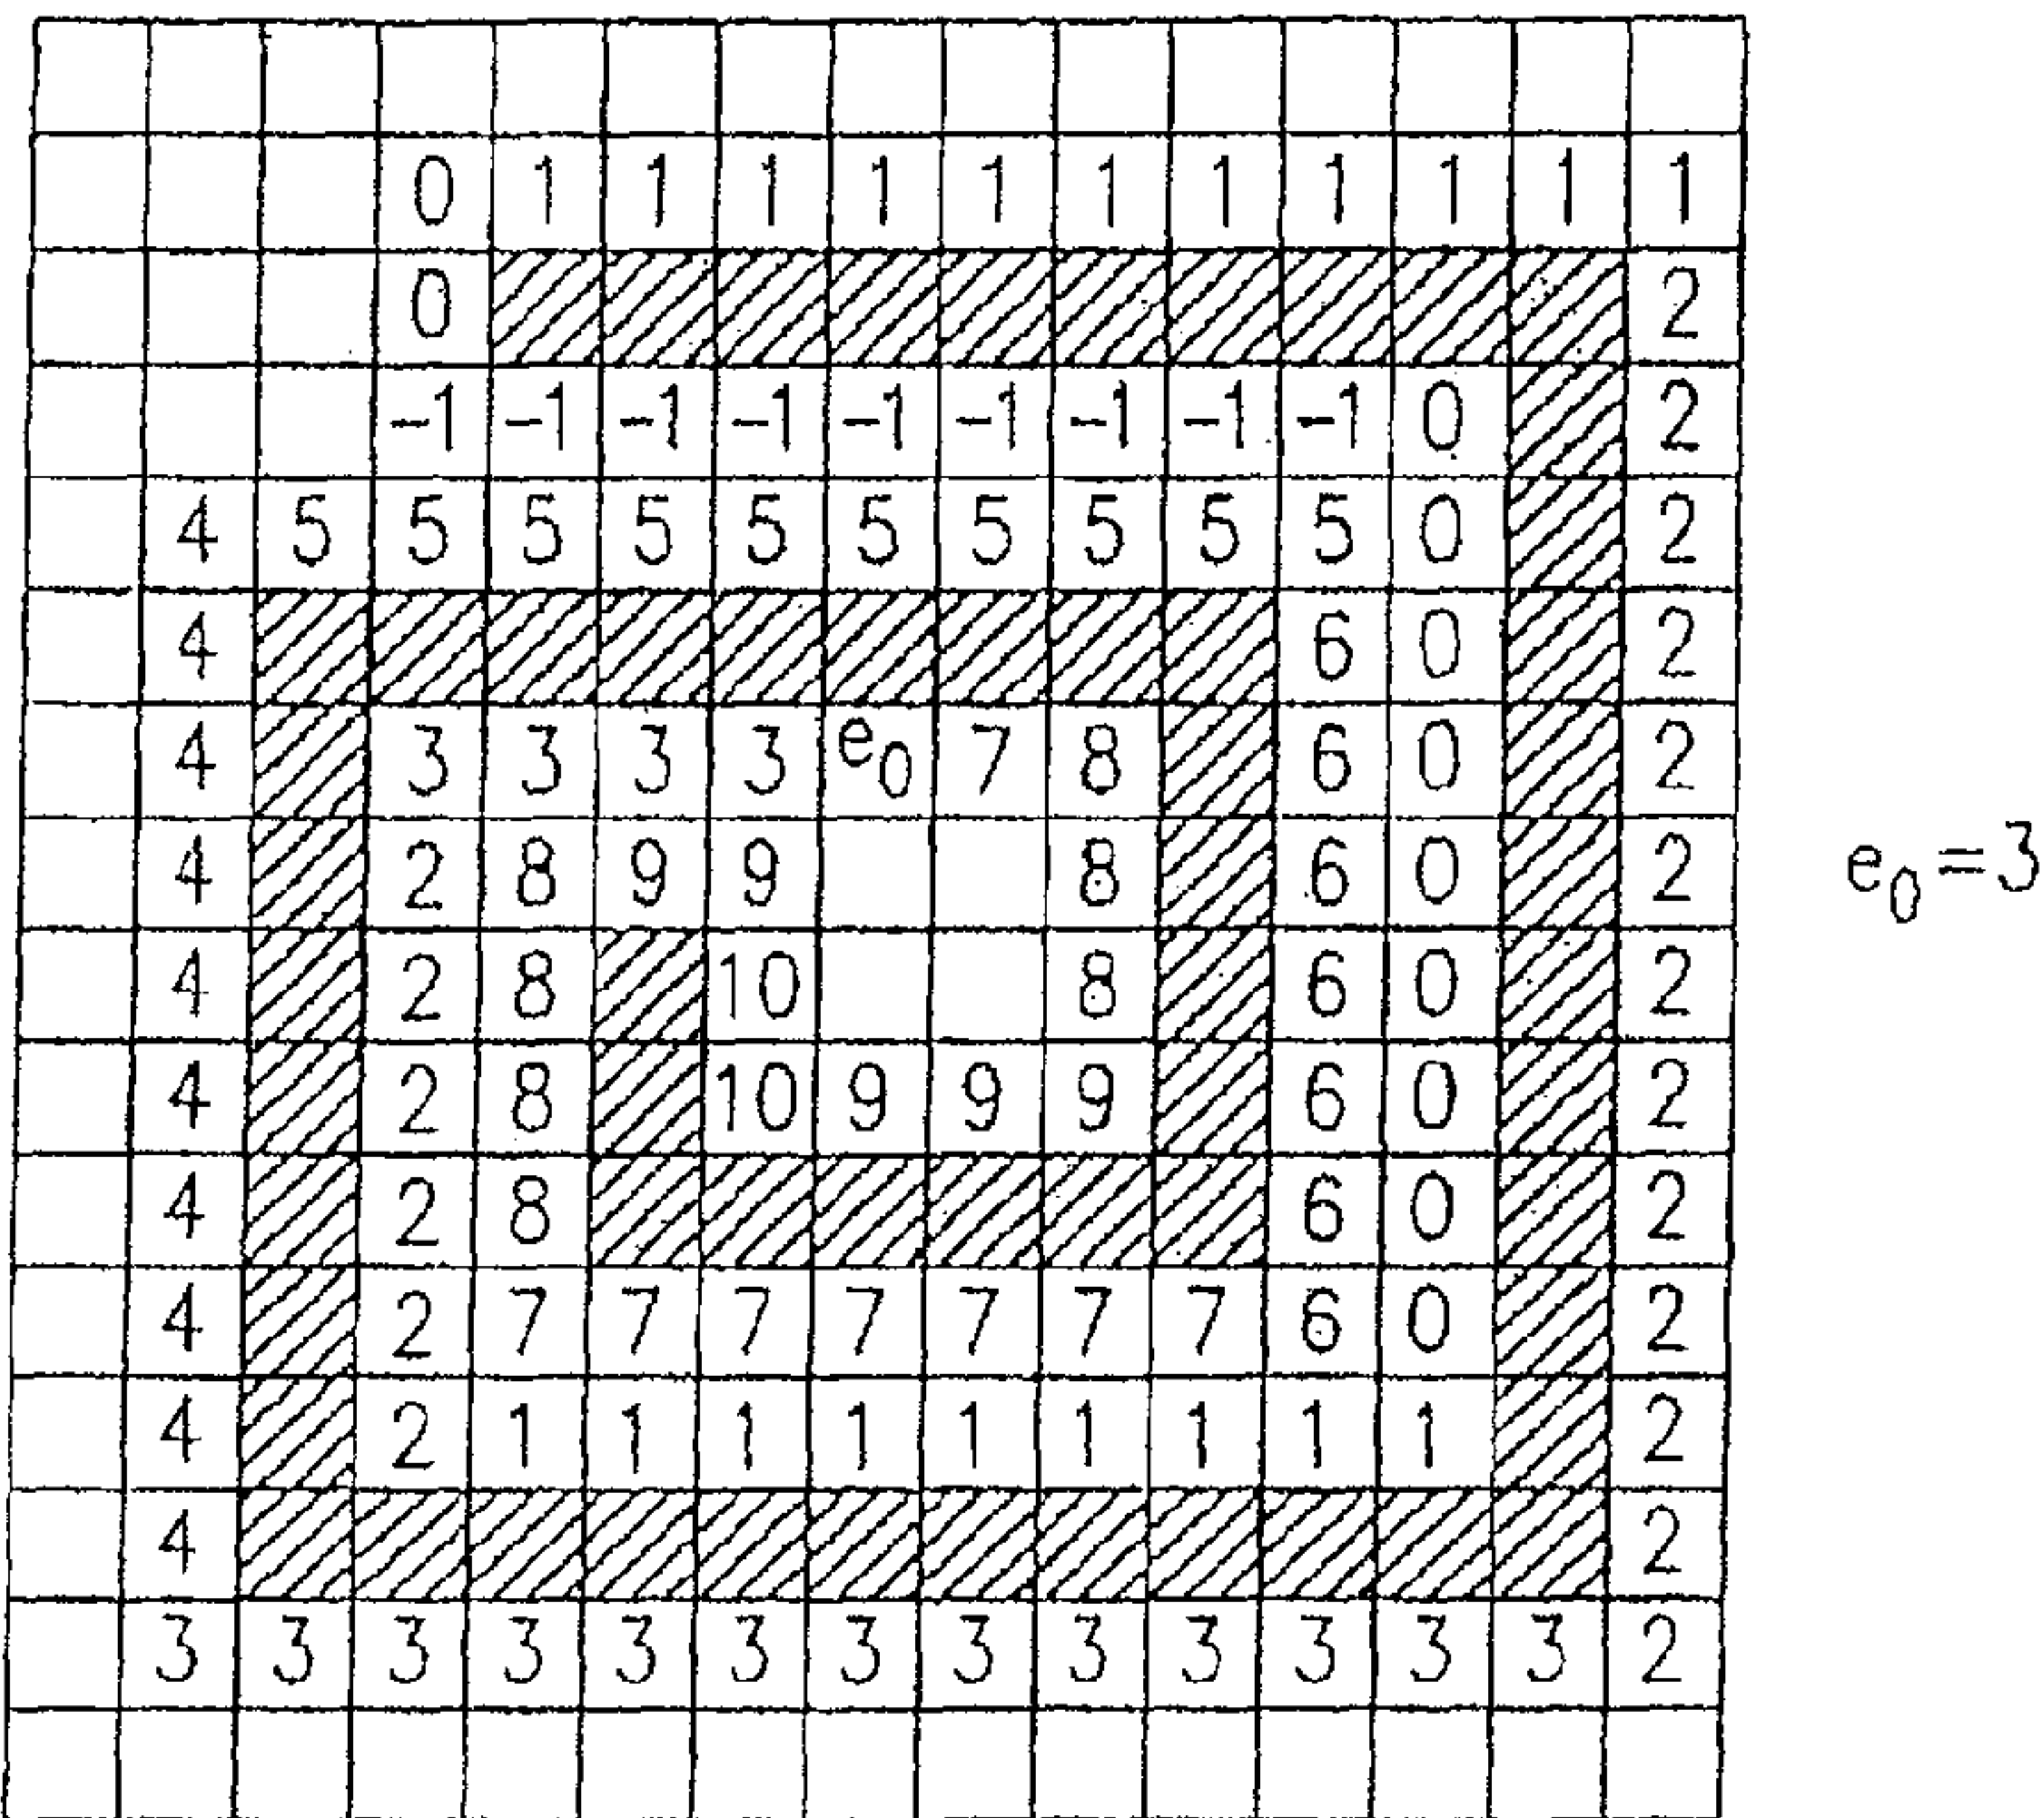 0 1 1 1 1 1 1 1 1 1 1 1
0 2
-1 -1 -1 -1 -1 -1 -1 -1 -1 0 2
4 5 5 5 5 5 5 5 5 5 5 0 2
4 6 0 2
4 3 3 3 3 e₀ 7 8 6 0 2
4 2 8 9 9 8 6 0 2
e₀=3
4 2 8 10 8 6 0 2
4 2 8 10 9 9 9 6 0 2
4 2 8 6 0 2
4 2 7 7 7 7 7 7 7 6 0 2
4 2 1 1 1 1 1 1 1 1 1 2
4 2
3 3 3 3 3 3 3 3 3 3 3 3 3 2